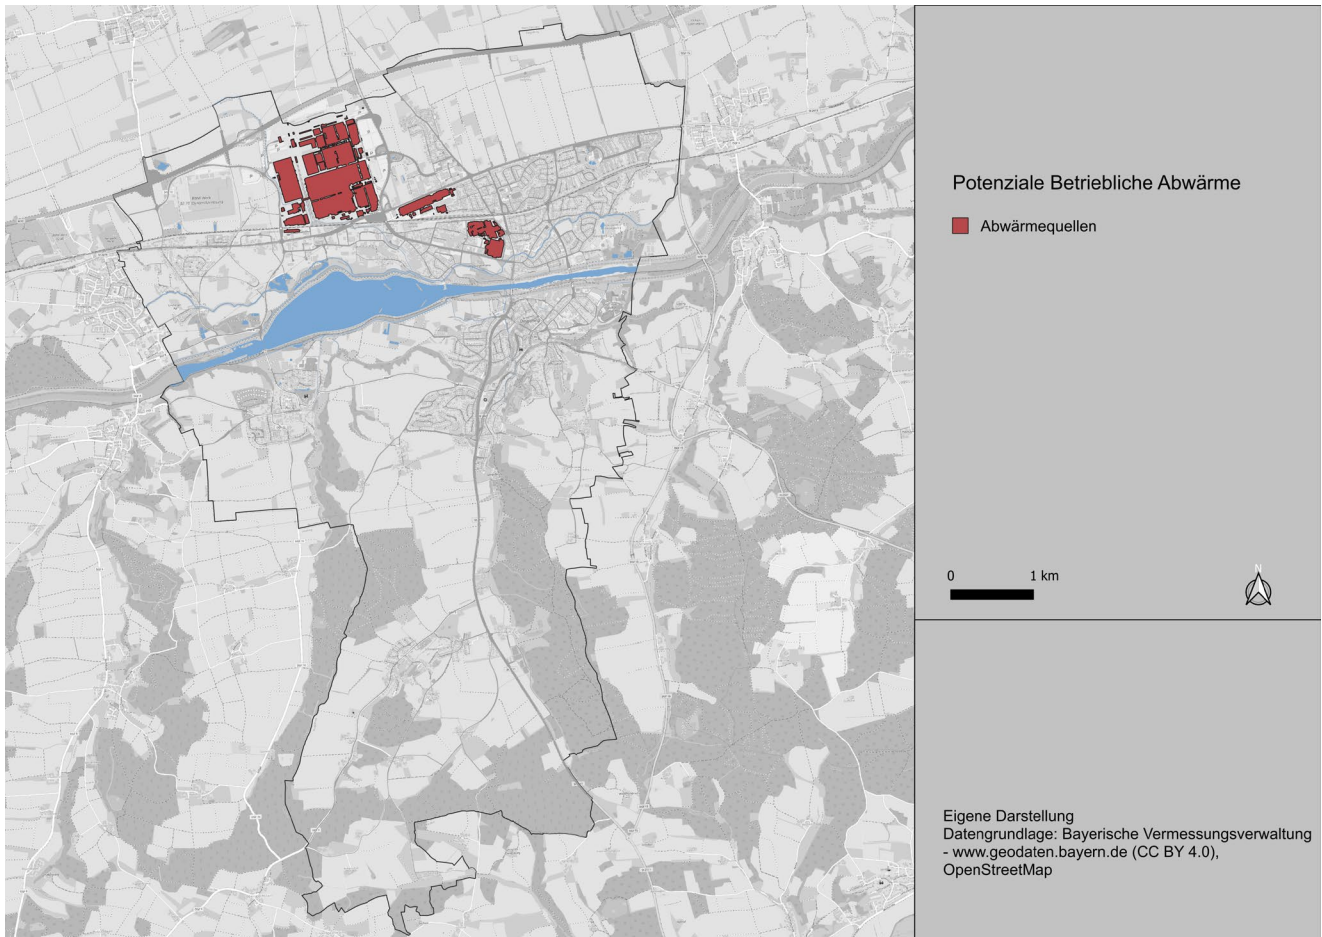 Potenziale Betriebliche Abwärme
Abwärmequellen
0 1 km
N
Eigene Darstellung
Datengrundlage: Bayerische Vermessungsverwaltung
- www.geodaten.bayern.de (CC BY 4.0),
OpenStreetMap